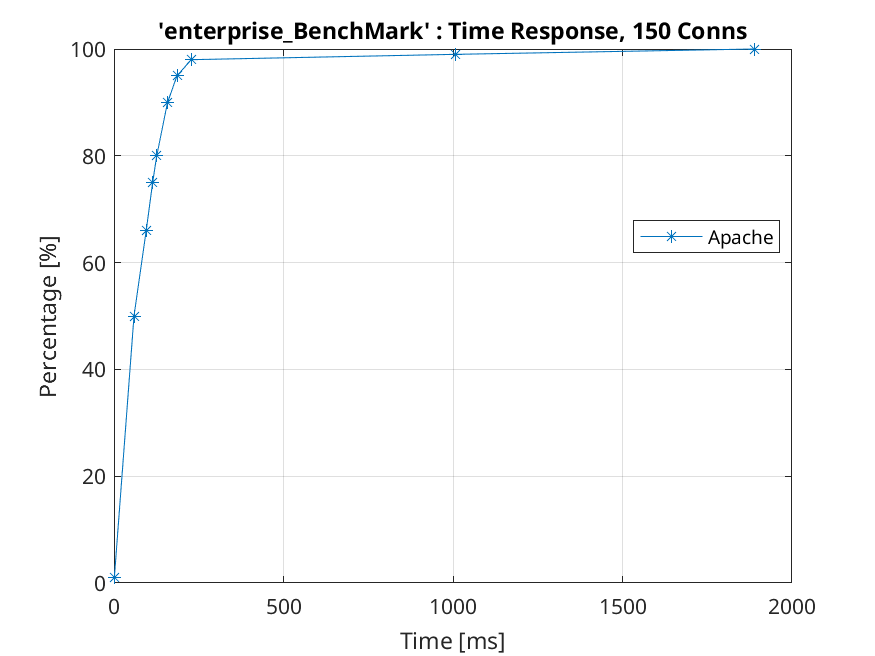 'enterprise_BenchMark' : Time Response, 150 Conns
100
80
60
40
20
0
Percentage [%]
Apache
0 500 1000 1500 2000
Time [ms]